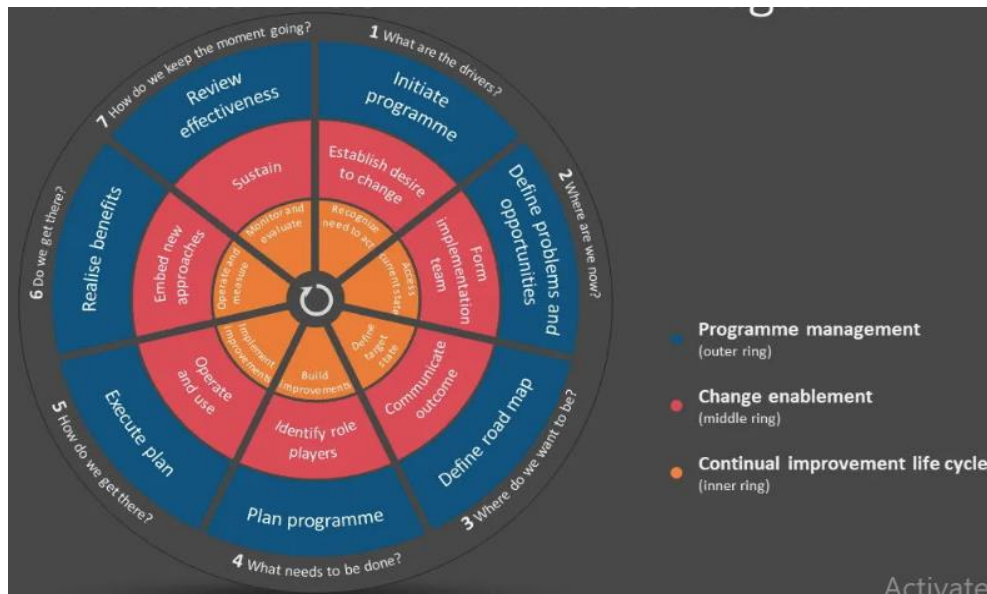 1 What are the drivers?
Initiate
programme
Establish desire
to change
Recognize
need to act
2 Where are we now?
Define problems and
opportunities
Form
implementation
team
Access
current state
3 Where do we want to be?
Define road map
Communicate
outcome
Define
target
state
4 What needs to be done?
Plan programme
Identify role
players
Build
improvements
5 How do we get there?
Execute plan
Operate
and use
Implement
improvements
6 Do we get there?
Realise benefits
Embed new
approaches
Operate and
measure
7 How do we keep the moment going?
Review
effectiveness
Sustain
Monitor and
evaluate
Programme management
(outer ring)
Change enablement
(middle ring)
Continual improvement life cycle
(inner ring)
Activate